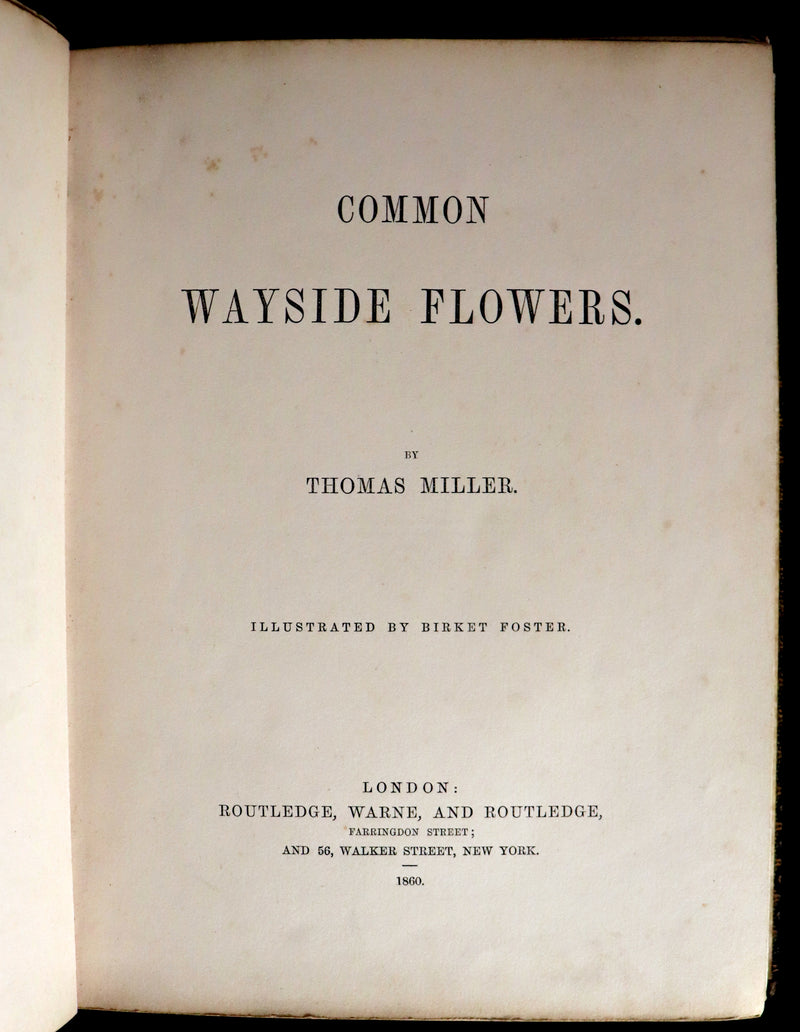 COMMON
WAYSIDE FLOWERS.
BY
THOMAS MILLER.
ILLUSTRATED BY BIRKET FOSTER.
LONDON:
ROUTLEDGE, WARNE, AND ROUTLEDGE,
FARRINGDON STREET;
AND 56, WALKER STREET, NEW YORK.
1860.